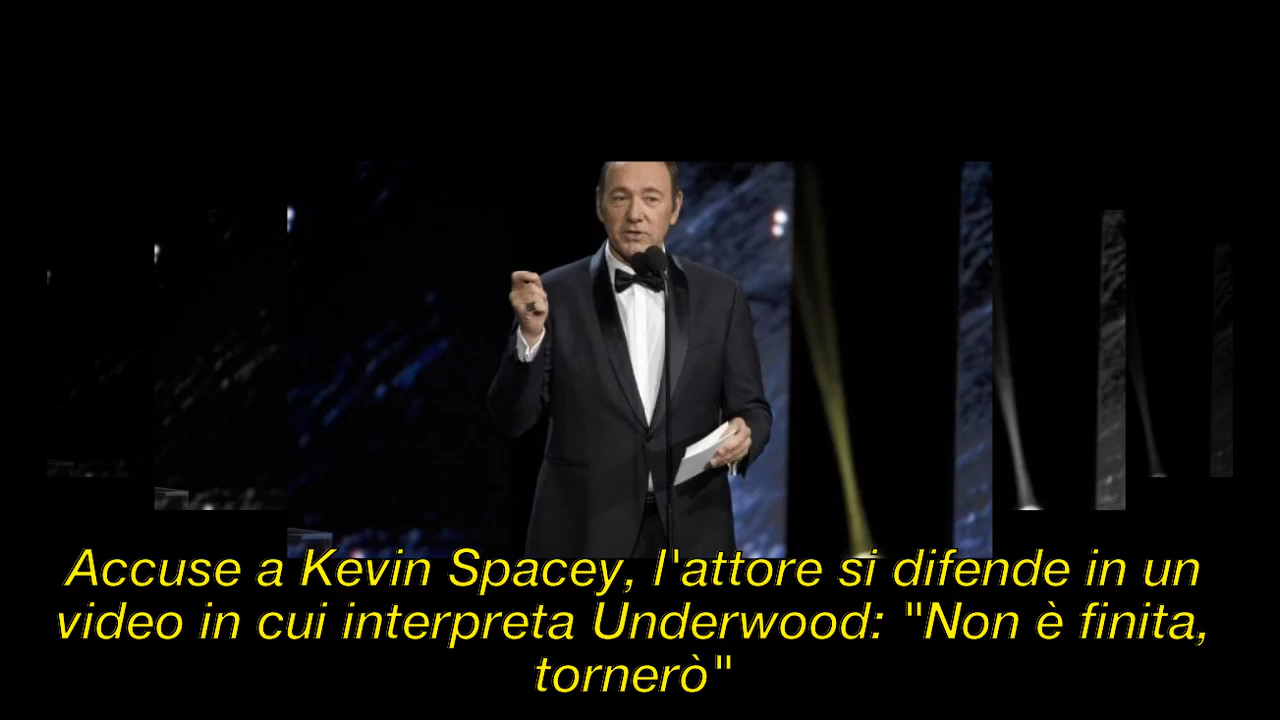 Accuse a Kevin Spacey, l'attore si difende in un
video in cui interpreta Underwood: "Non è finita,
tornerò"